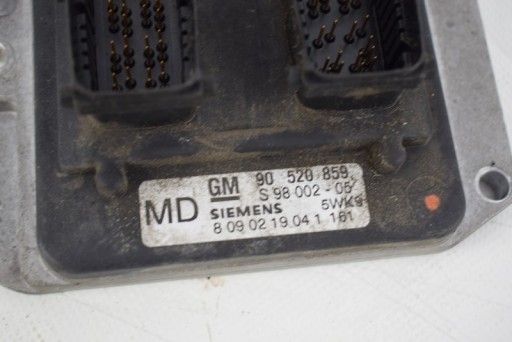 GM 90 520 859
S 98 002-05
MD SIEMENS 5WK9
8 09 02 19 04 1 161